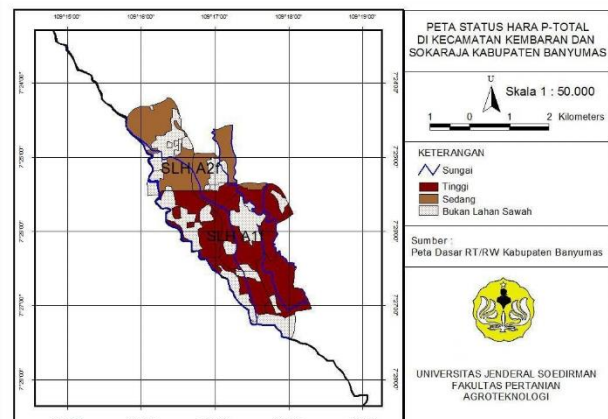 109°15'00" 109°16'00" 109°17'00" 109°18'00" 109°19'00"
SLH A2f
SLH A1f
PETA STATUS HARA P-TOTAL
DI KECAMATAN KEMBARAN DAN
SOKARAJA KABUPATEN BANYUMAS
U
Skala 1 : 50.000
1 0 1 2 Kilometers
KETERANGAN
Sungai
Tinggi
Sedang
Bukan Lahan Sawah
Sumber :
Peta Dasar RT/RW Kabupaten Banyumas
UNIVERSITAS JENDERAL SOEDIRMAN
FAKULTAS PERTANIAN
AGROTEKNOLOGI